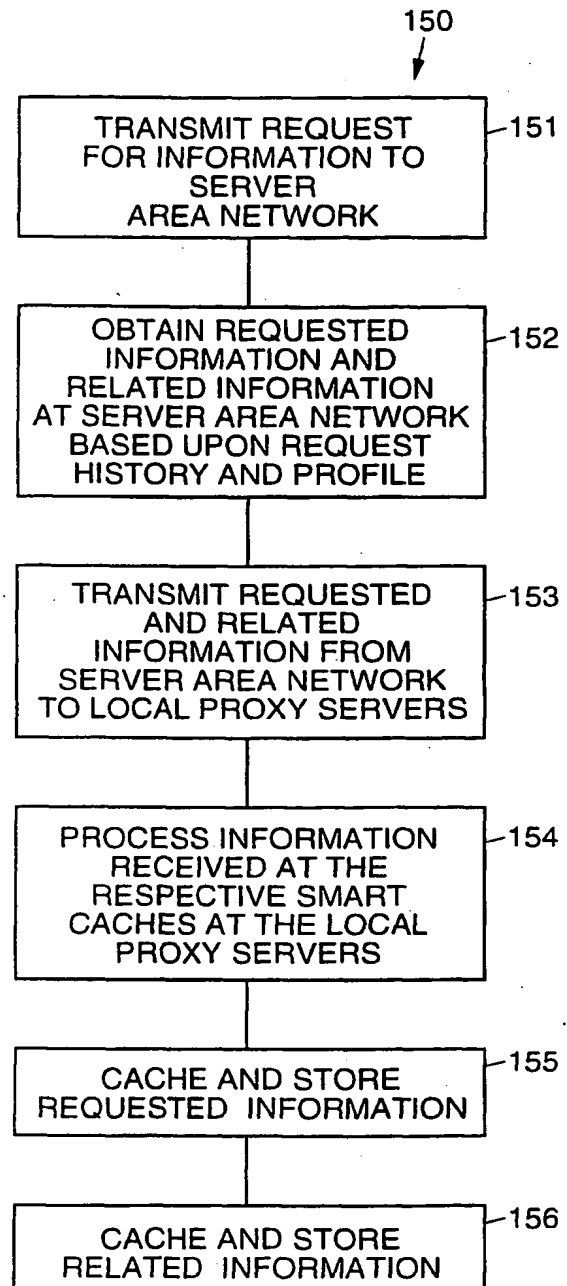 150
TRANSMIT REQUEST
FOR INFORMATION TO
SERVER
AREA NETWORK
151
OBTAIN REQUESTED
INFORMATION AND
RELATED INFORMATION
AT SERVER AREA NETWORK
BASED UPON REQUEST
HISTORY AND PROFILE
152
TRANSMIT REQUESTED
AND RELATED
INFORMATION FROM
SERVER AREA NETWORK
TO LOCAL PROXY SERVERS
153
PROCESS INFORMATION
RECEIVED AT THE
RESPECTIVE SMART
CACHES AT THE LOCAL
PROXY SERVERS
154
CACHE AND STORE
REQUESTED INFORMATION
155
CACHE AND STORE
RELATED INFORMATION
156